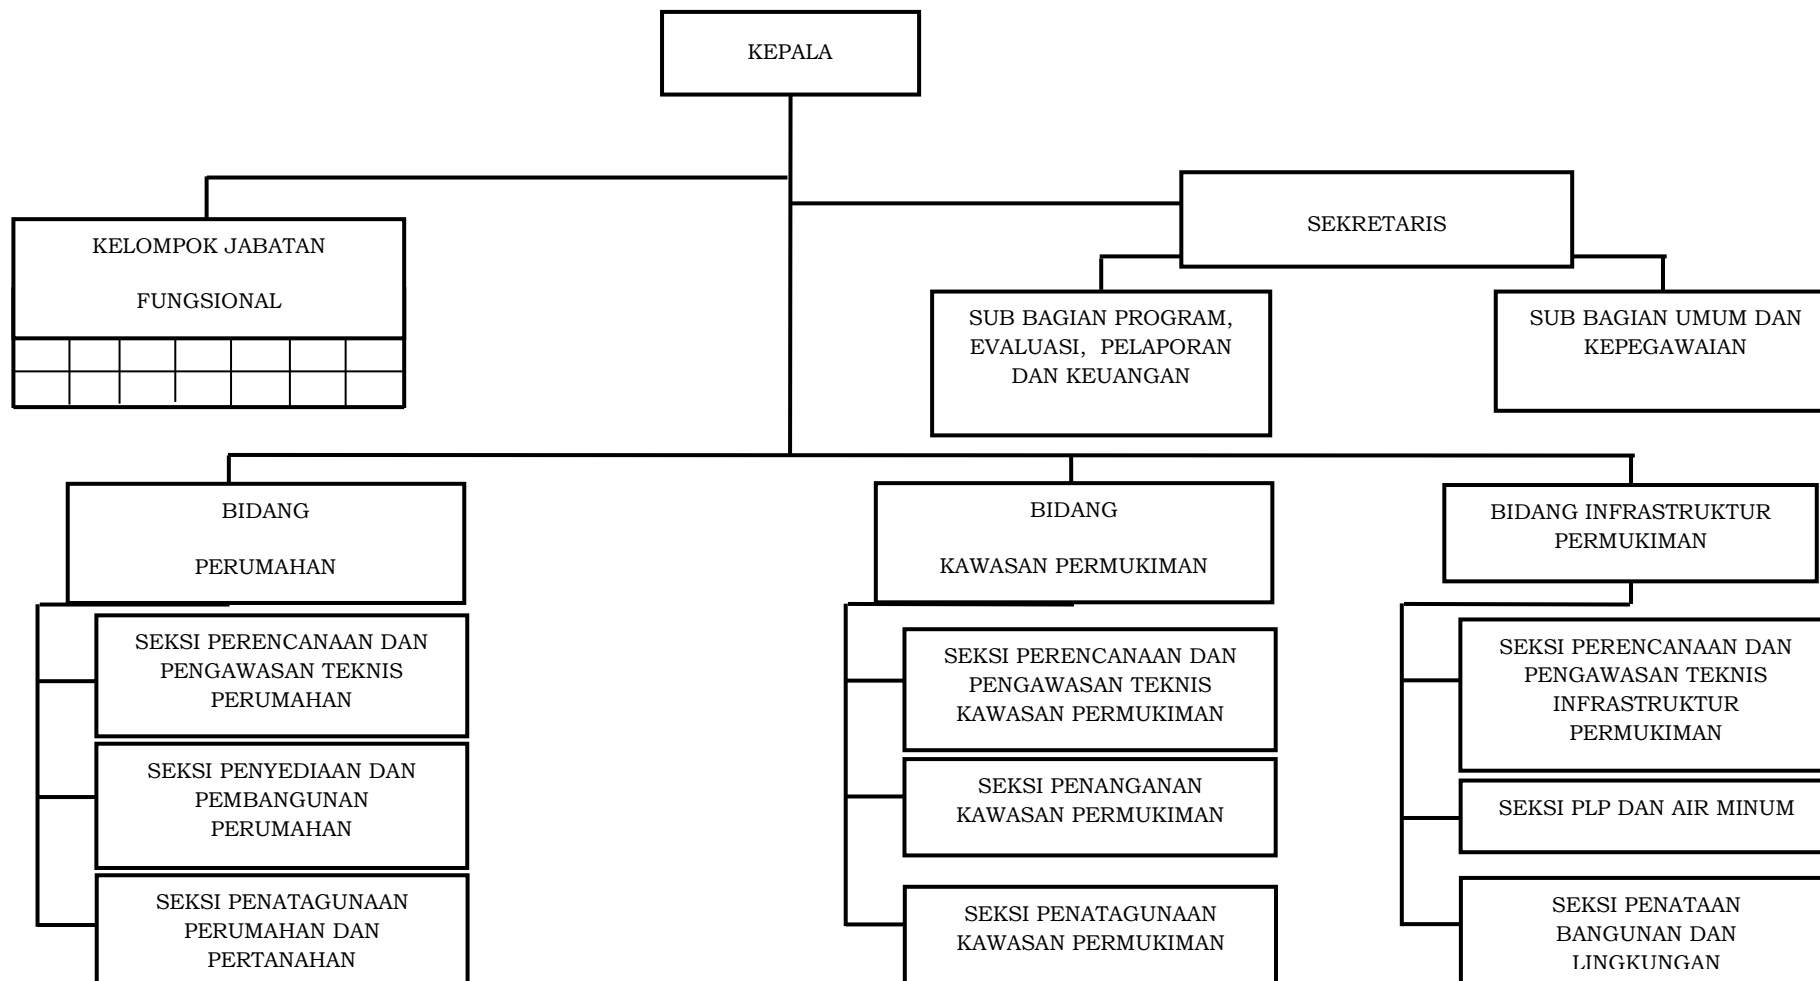 KEPALA
SEKRETARIS
KELOMPOK JABATAN
FUNGSIONAL
SUB BAGIAN PROGRAM,
EVALUASI, PELAPORAN
DAN KEUANGAN
SUB BAGIAN UMUM DAN
KEPEGAWAIAN
BIDANG
PERUMAHAN
SEKSI PERENCANAAN DAN
PENGAWASAN TEKNIS
PERUMAHAN
SEKSI PENYEDIAAN DAN
PEMBANGUNAN
PERUMAHAN
SEKSI PENATAGUNAAN
PERUMAHAN DAN
PERTANAHAN
BIDANG
KAWASAN PERMUKIMAN
SEKSI PERENCANAAN DAN
PENGAWASAN TEKNIS
KAWASAN PERMUKIMAN
SEKSI PENANGANAN
KAWASAN PERMUKIMAN
SEKSI PENATAGUNAAN
KAWASAN PERMUKIMAN
BIDANG INFRASTRUKTUR
PERMUKIMAN
SEKSI PERENCANAAN DAN
PENGAWASAN TEKNIS
INFRASTRUKTUR
PERMUKIMAN
SEKSI PLP DAN AIR MINUM
SEKSI PENATAAN
BANGUNAN DAN
LINGKUNGAN